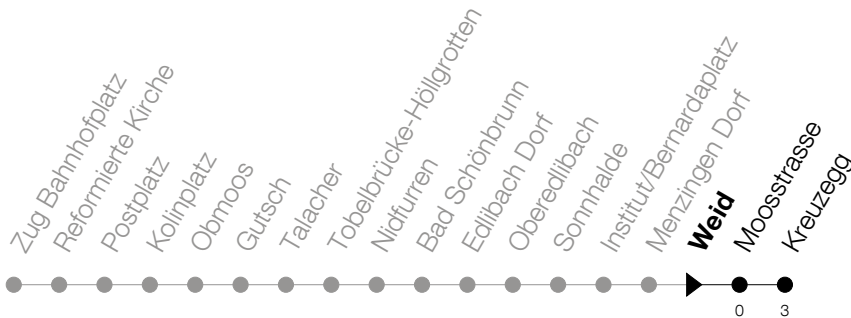 Zug Bahnhofplatz
Reformierte Kirche
Postplatz
Kolinplatz
Obmoos
Gutsch
Talacher
Tobelbrücke-Höllgrotten
Nidfurren
Bad Schönbrunn
Edlibach Dorf
Oberedlibach
Sonnhalde
Institut/Bernardaplatz
Menzingen Dorf
Weid
Moosstrasse
Kreuzegg
0 3